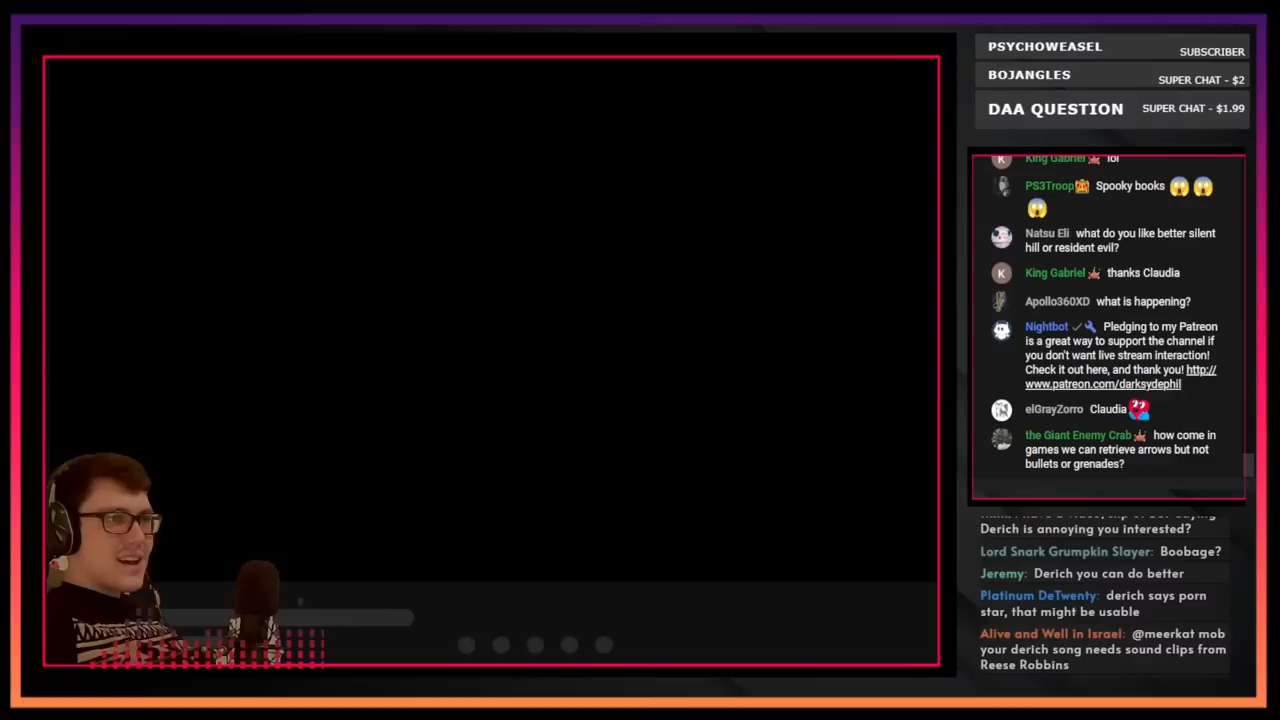 PSYCHOWEASEL SUBSCRIBER
BOJANGLES SUPER CHAT - $2
DAA QUESTION SUPER CHAT - $1.99
King Gabriel lol
PS3Troop Spooky books
Natsu Eli what do you like better silent
hill or resident evil?
King Gabriel thanks Claudia
Apollo360XD what is happening?
Nightbot Pledging to my Patreon
is a great way to support the channel if
you don't want live stream interaction!
Check it out here, and thank you! http://
www.patreon.com/darksydephil
elGrayZorro Claudia
the Giant Enemy Crab how come in
games we can retrieve arrows but not
bullets or grenades?
Derich is annoying you interested?
Lord Snark Grumpkin Slayer: Boobage?
Jeremy: Derich you can do better
Platinum DeTwenty: derich says porn
star, that might be usable
Alive and Well in Israel: @meerkat mob
your derich song needs sound clips from
Reese Robbins